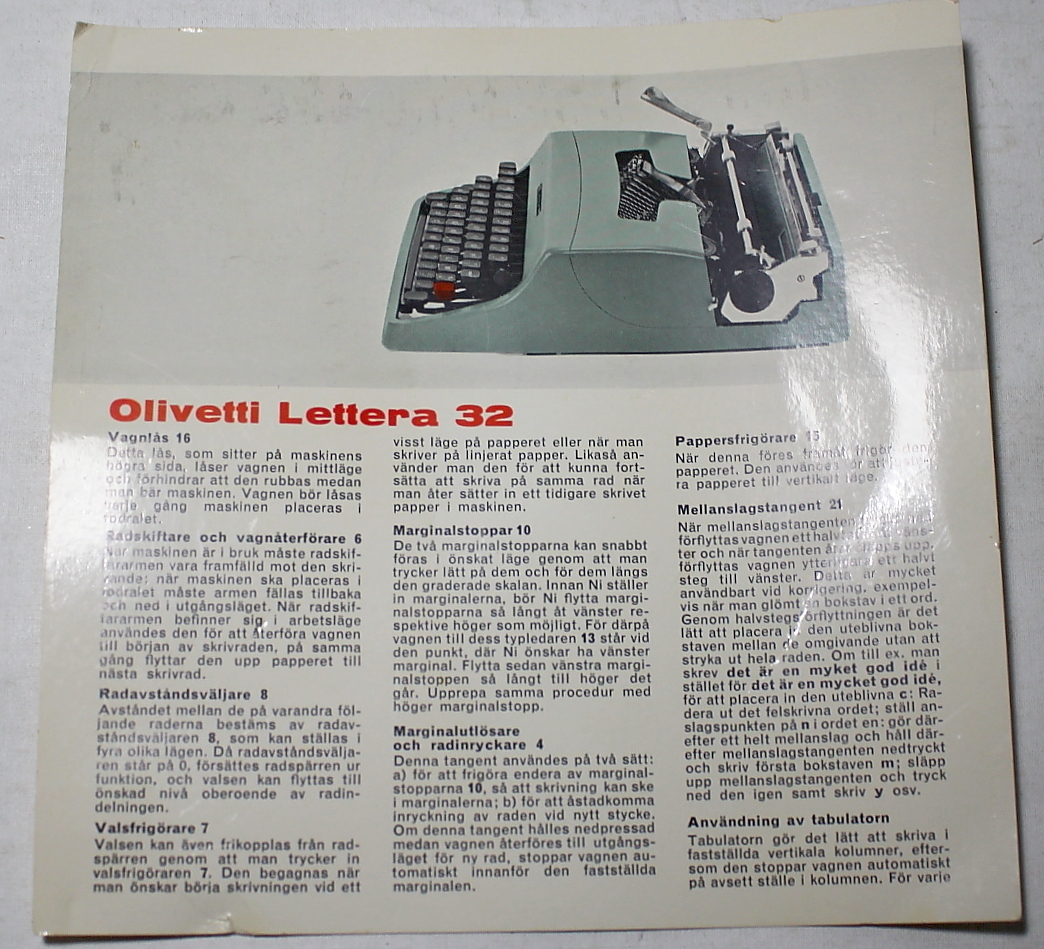 Olivetti Lettera 32
Vagnlås 16
Detta lås, som sitter på maskinens
högra sida, låser vagnen i mittläge
och förhindrar att den rubbas medan
man bär maskinen. Vagnen bör låsas
varje gång maskinen placeras i
fodralet.
Radskiftare och vagnåterförare 6
När maskinen är i bruk måste radskif-
tararmen vara framfälld mot den skri-
vande; när maskinen ska placeras i
fodralet måste armen fällas tillbaka
och ned i utgångsläget. När radskif-
tararmen befinner sig i arbetsläge
användes den för att återföra vagnen
till början av skrivraden, på samma
gång flyttar den upp papperet till
nästa skrivrad.
Radavståndsväljare 8
Avståndet mellan de på varandra föl-
jande raderna bestäms av radav-
ståndsväljaren 8, som kan ställas i
fyra olika lägen. Då radavståndsvälja-
ren står på 0, försättes radspärren ur
funktion, och valsen kan flyttas till
önskad nivå oberoende av radin-
delningen.
Valsfrigörare 7
Valsen kan även frikopplas från rad-
spärren genom att man trycker in
valsfrigöraren 7. Den begagnas när
man önskar börja skrivningen vid ett
visst läge på papperet eller när man
skriver på linjerat papper. Likaså an-
vänder man den för att kunna fort-
sätta att skriva på samma rad när
man åter sätter in ett tidigare skrivet
papper i maskinen.
Marginalstoppar 10
De två marginalstopparna kan snabbt
föras i önskat läge genom att man
trycker lätt på dem och för dem längs
den graderade skalan. Innan Ni ställer
in marginalerna, bör Ni flytta margi-
nalstopparna så långt åt vänster re-
spektive höger som möjligt. För därpå
vagnen till dess typledaren 13 står vid
den punkt, där Ni önskar ha vänster
marginal. Flytta sedan vänstra margi-
nalstoppen så långt till höger det
går. Upprepa samma procedur med
höger marginalstopp.
Marginalutlösare
och radinryckare 4
Denna tangent användes på två sätt:
a) för att frigöra endera av marginal-
stopparna 10, så att skrivning kan ske
i marginalerna; b) för att åstadkomma
inryckning av raden vid nytt stycke.
Om denna tangent hålles nedpressad
medan vagnen återföres till utgångs-
läget för ny rad, stoppar vagnen au-
tomatiskt innanför den fastställda
marginalen.
Pappersfrigörare 15
När denna föres framåt frigör den
papperet. Den användes för att juste-
ra papperet till vertikalt läge.
Mellanslagstangent 21
När mellanslagstangenten
förflyttas vagnen ett halvt
ter och när tangenten åter släpps upp,
förflyttas vagnen ytterligare ett halvt
steg till vänster. Detta är mycket
användbart vid korrigering, exempel-
vis när man glömt en bokstav i ett ord.
Genom halvstegsförflyttningen är det
lätt att placera in den uteblivna bok-
staven mellan de omgivande utan att
stryka ut hela raden. Om till ex. man
skrev det är en myket god idé i
stället för det är en mycket god idé,
för att placera in den uteblivna c: Ra-
dera ut det felskrivna ordet; ställ an-
slagspunkten på n i ordet en; gör där-
efter ett helt mellanslag och håll där-
efter mellanslagstangenten nedtryckt
och skriv första bokstaven m; släpp
upp mellanslagstangenten och tryck
ned den igen samt skriv y osv.
Användning av tabulatorn
Tabulatorn gör det lätt att skriva i
fastställda vertikala kolumner, efter-
som den stoppar vagnen automatiskt
på avsett ställe i kolumnen. För varje